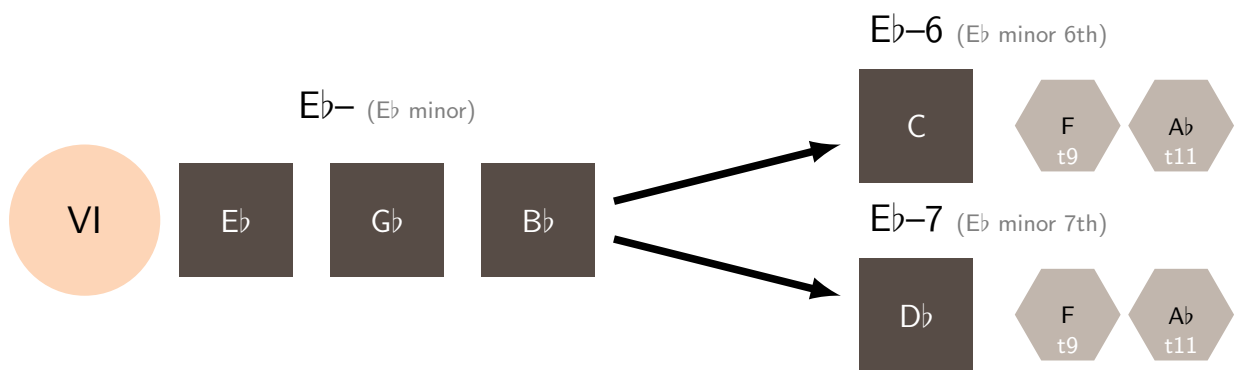 E♭–6 (E♭ minor 6th)
E♭– (E♭ minor)
C F A♭
t9 t11
VI E♭ G♭ B♭
E♭–7 (E♭ minor 7th)
D♭ F A♭
t9 t11